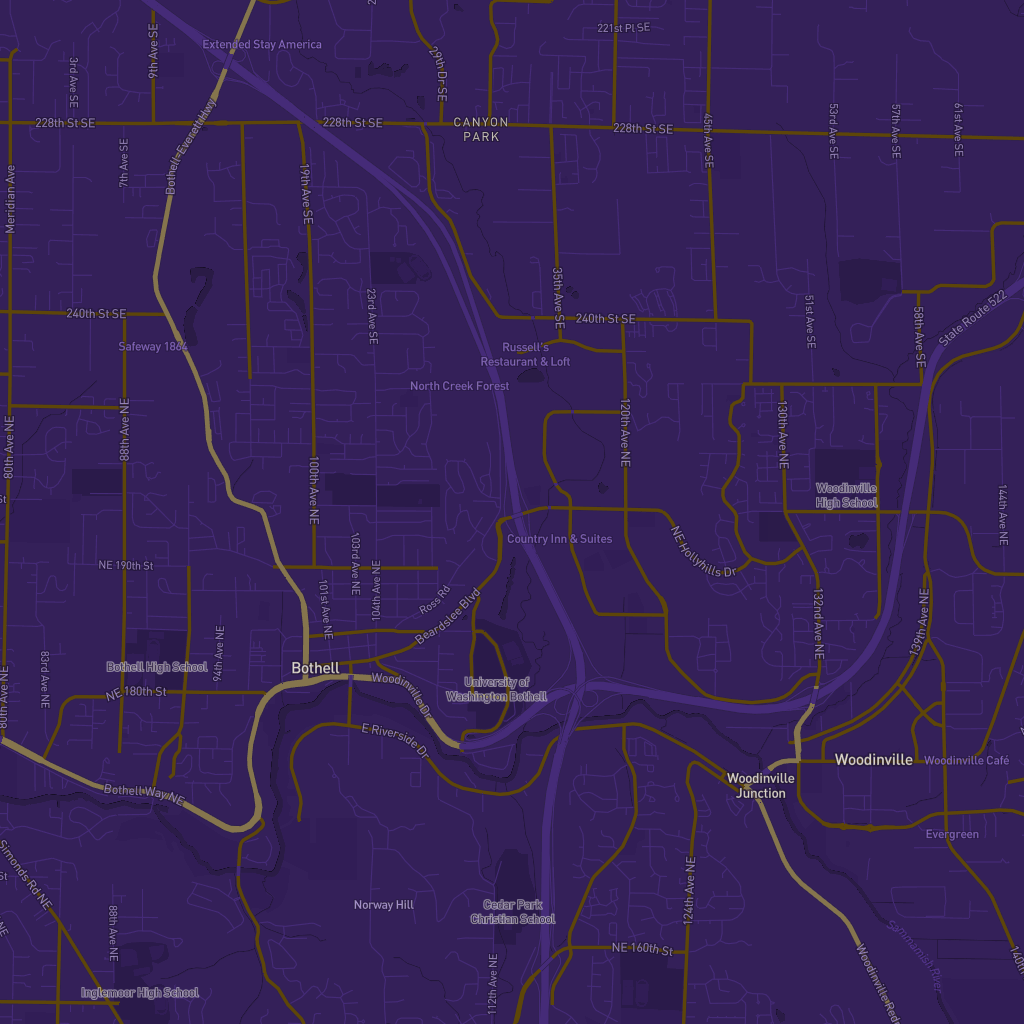 221st Pl SE
Extended Stay America
9th Ave SE
29th Dr SE
3rd Ave SE
Bothell-Everett Hwy
228th St SE
228th St SE
CANYON
PARK
228th St SE
45th Ave SE
53rd Ave SE
57th Ave SE
61st Ave SE
7th Ave SE
Meridian Ave
19th Ave SE
35th Ave SE
23rd Ave SE
240th St SE
240th St SE
51st Ave SE
58th Ave SE
State Route 522
Safeway 1864
Russell's
Restaurant & Loft
North Creek Forest
80th Ave NE
88th Ave NE
120th Ave NE
130th Ave NE
100th Ave NE
Woodinville
High School
144th Ave NE
St
Country Inn & Suites
NE Hollyhills Dr
NE 190th St
103rd Ave NE
104th Ave NE
101st Ave NE
Ross Rd
Beardslee Blvd
132nd Ave NE
139th Ave NE
94th Ave NE
83rd Ave NE
80th Ave NE
Bothell High School
Bothell
NE 180th St
Woodinville Dr
University of
Washington Bothell
E Riverside Dr
Woodinville
Woodinville Café
Woodinville
Junction
Bothell Way NE
Evergreen
Simonds Rd NE
St
NE
88th Ave NE
Norway Hill
Cedar Park
Christian School
124th Ave NE
NE 160th St
112th Ave NE
Inglemoor High School
Sammamish River
Woodinville Red
140th